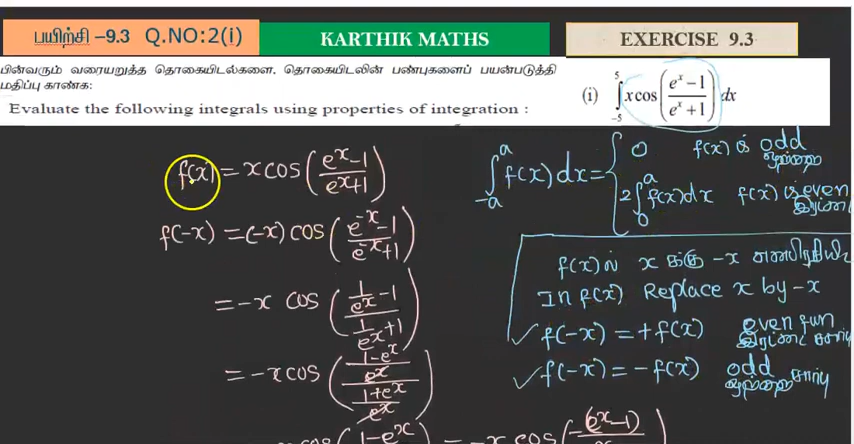 பயிற்சி –9.3 Q.NO:2(i)
KARTHIK MATHS
EXERCISE 9.3
பின்வரும் வரையறுத்த தொகையிடல்களை, தொகையிடலின் பண்புகளைப் பயன்படுத்தி
மதிப்பு காண்க:
Evaluate the following integrals using properties of integration :
(i) ∫_{-5}^{5} x cos((e^x − 1)/(e^x + 1)) dx
f(x) = x cos((e^x-1)/(e^x+1))
f(-x) = (-x) cos((e^-x-1)/(e^-x+1))
= -x cos((1/e^x -1)/(1/e^x +1))
= -x cos(((1-e^x)/e^x)/((1+e^x)/e^x))
∫_{-a}^{a} f(x) dx = { 0 f(x) is odd
ஒற்றை
2∫_0^a f(x) dx f(x) is even
f(x)ல் x க்கு -x
In f(x) Replace x by -x
✓ f(-x) = +f(x) even fun
✓ f(-x) = -f(x) odd
ஒற்றை சார்பு